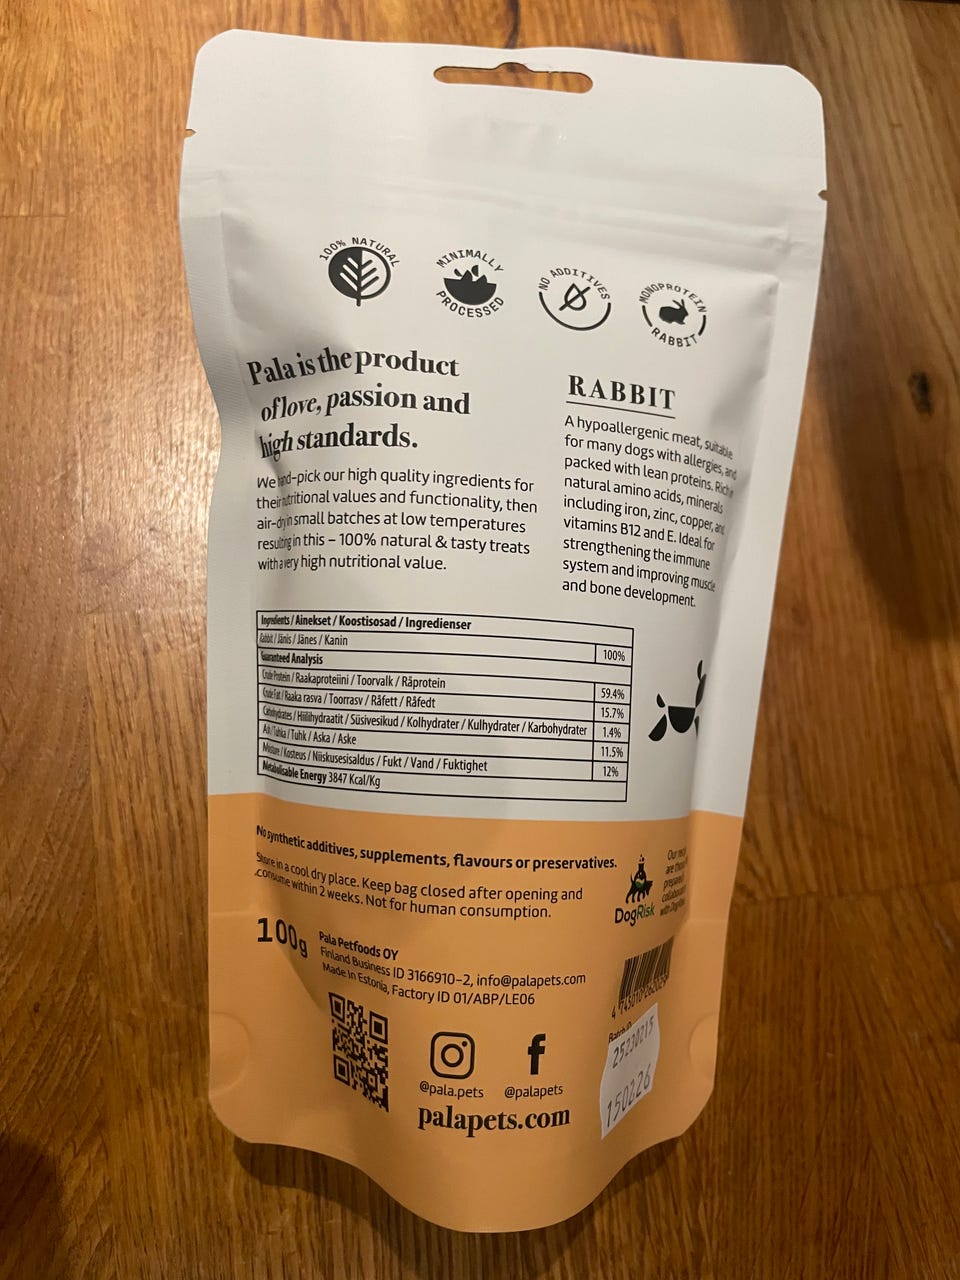 100% NATURAL
MINIMALLY PROCESSED
NO ADDITIVES
MONOPROTEIN RABBIT
Pala is the product
of love, passion and
high standards.
We hand-pick our high quality ingredients for
their nutritional values and functionality, then
air-dry in small batches at low temperatures
resulting in this – 100% natural & tasty treats
with a very high nutritional value.
RABBIT
A hypoallergenic meat, suitable
for many dogs with allergies, and
packed with lean proteins. Rich in
natural amino acids, minerals
including iron, zinc, copper, and
vitamins B12 and E. Ideal for
strengthening the immune
system and improving muscle
and bone development.
Ingredients / Ainekset / Koostisosad / Ingredienser
Rabbit / Jänis / Jänes / Kanin 100%
Guaranteed Analysis
Crude Protein / Raakaproteiini / Toorvalk / Råprotein 59.4%
Crude Fat / Raaka rasva / Toorrasv / Råfett / Råfedt 15.7%
Carbohydrates / Hiilihydraatit / Süsivesikud / Kolhydrater / Kulhydrater / Karbohydrater 1.4%
Ash / Tuhka / Tuhk / Aska / Aske 11.5%
Moisture / Kosteus / Niiskusesisaldus / Fukt / Vand / Fuktighet 12%
Metabolisable Energy 3847 Kcal/Kg
No synthetic additives, supplements, flavours or preservatives.
Store in a cool dry place. Keep bag closed after opening and
consume within 2 weeks. Not for human consumption.
DogRisk
100g
Pala Petfoods OY
Finland Business ID 3166910-2, info@palapets.com
Made in Estonia, Factory ID 01/ABP/LE06
Batch ID
25230213
150226
@pala.pets
@palapets
palapets.com